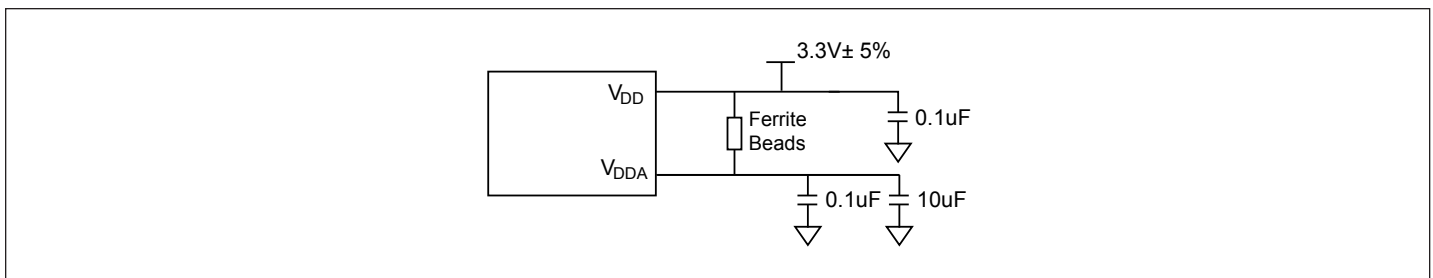 3.3V± 5%
VDD
0.1uF
Ferrite
Beads
VDDA
0.1uF
10uF